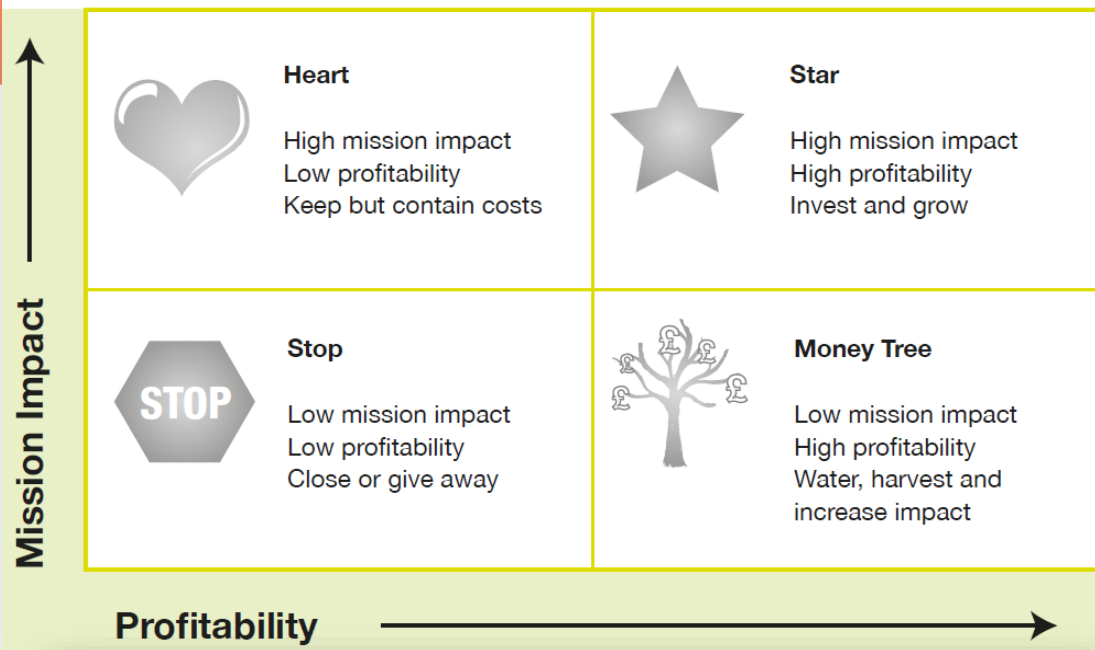 Heart
High mission impact
Low profitability
Keep but contain costs
Star
High mission impact
High profitability
Invest and grow
STOP
Stop
Low mission impact
Low profitability
Close or give away
£
£
£
£
£
Money Tree
Low mission impact
High profitability
Water, harvest and
increase impact
Mission Impact
Profitability